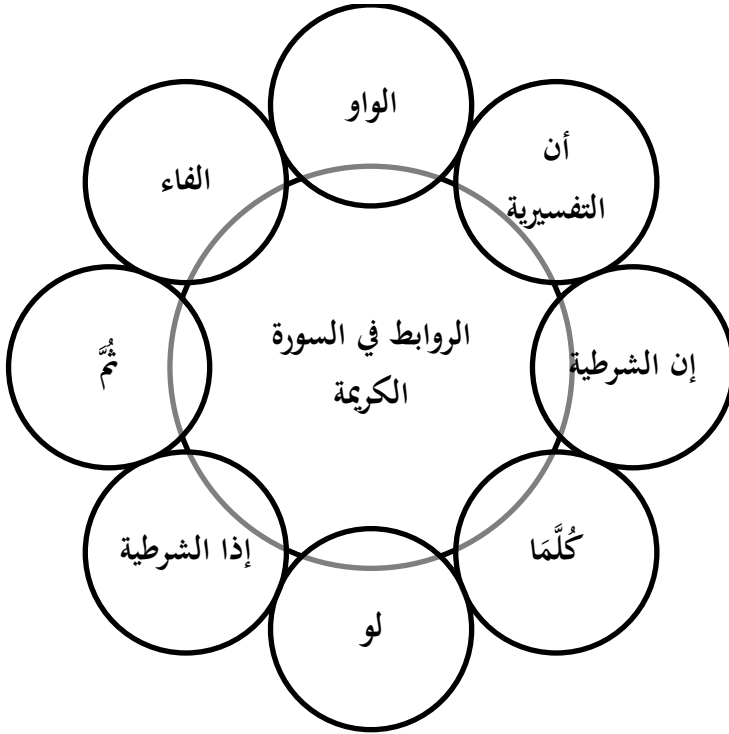 الروابط في السورة
الكريمة
الواو
أن
التفسيرية
إن الشرطية
كُلَّمَا
لو
إذا الشرطية
ثُمَّ
الفاء